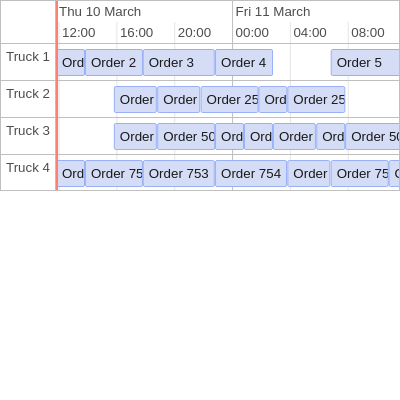 Thu 10 March Fri 11 March
12:00 16:00 20:00 00:00 04:00 08:00
Truck 1 Ord Order 2 Order 3 Order 4 Order 5
Truck 2 Order Order Order 25 Ord Order 25
Truck 3 Order Order 50 Ord Ord Order Ord Order 50
Truck 4 Ord Order 75 Order 753 Order 754 Order Order 75